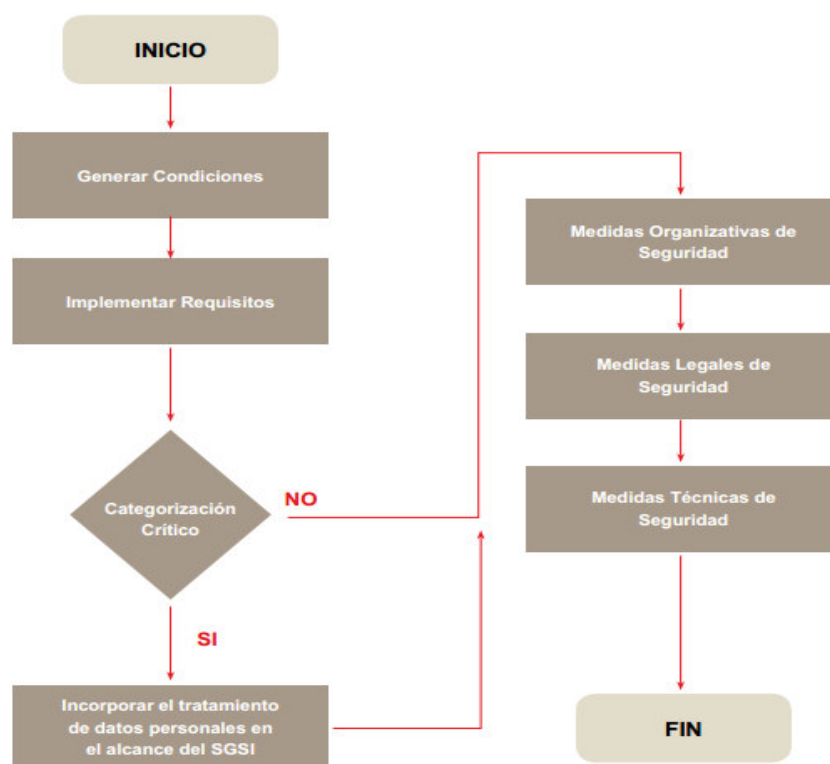 INICIO
Generar Condiciones
Implementar Requisitos
Categorización
Crítico
NO
SI
Incorporar el tratamiento
de datos personales en
el alcance del SGSI
Medidas Organizativas de
Seguridad
Medidas Legales de
Seguridad
Medidas Técnicas de
Seguridad
FIN